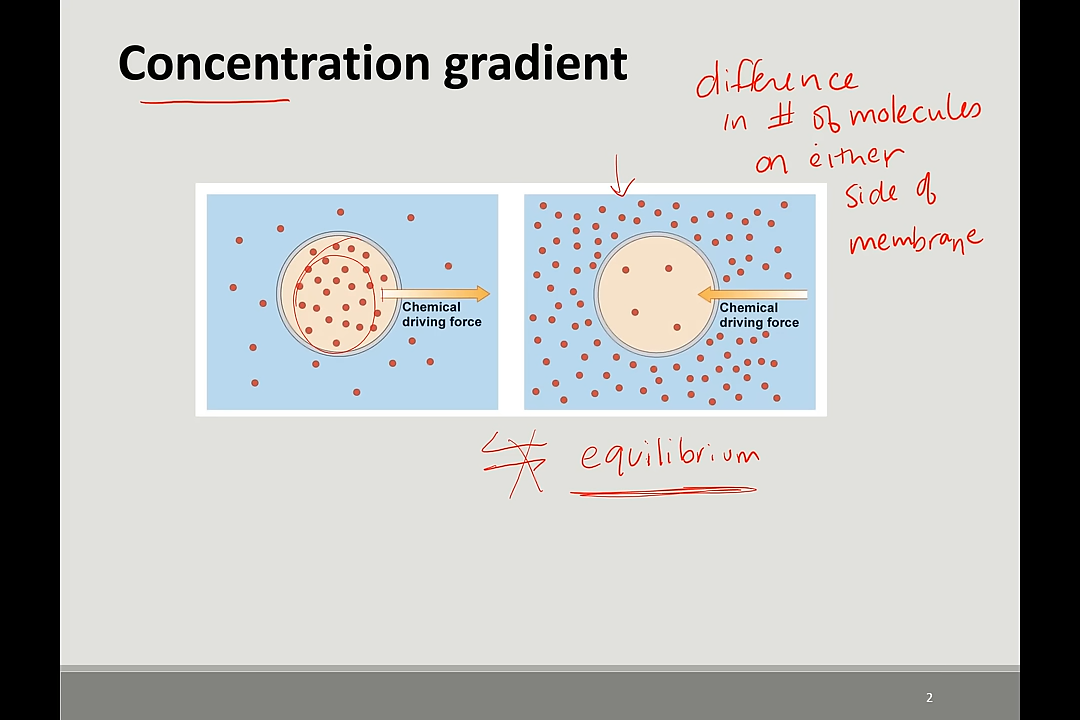 Concentration gradient
difference
in # of molecules
on either
side of
membrane
Chemical
driving force
Chemical
driving force
equilibrium
2